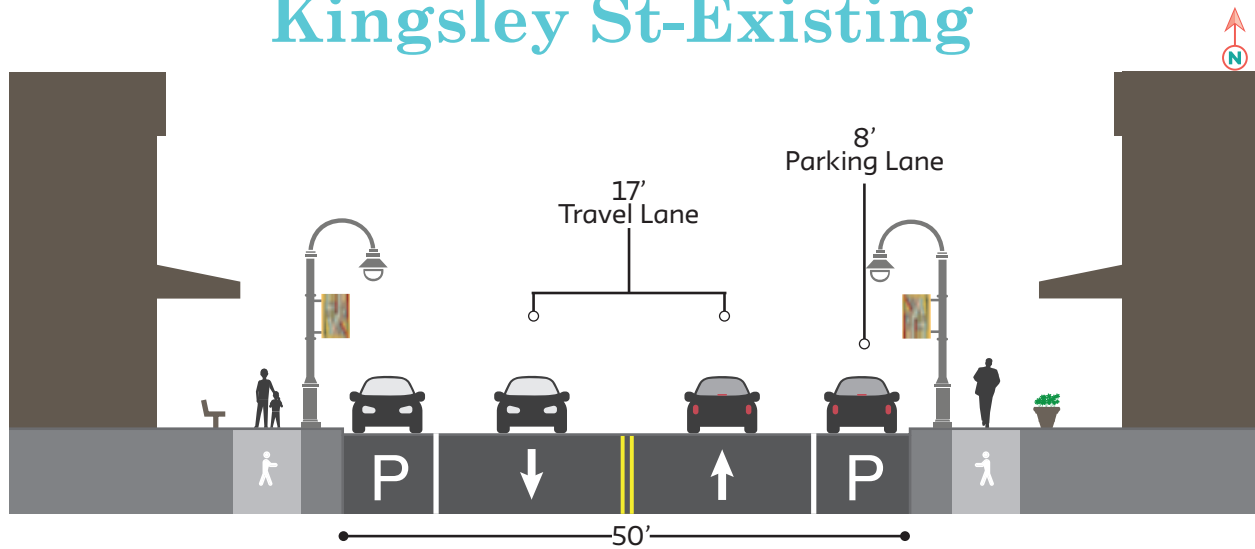 Kingsley St-Existing
N
8’
Parking Lane
17’
Travel Lane
P
P
50’